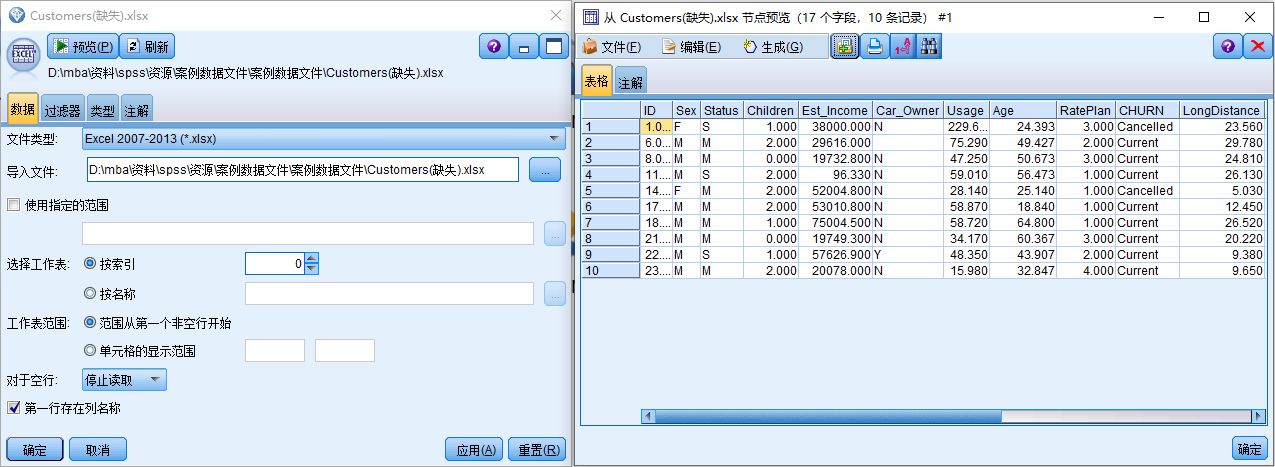 Customers(缺失).xlsx
预览(P) 刷新
EXCEL
D:\mba\资料\spss\资源\案例数据文件\案例数据文件\Customers(缺失).xlsx
数据 过滤器 类型 注解
文件类型: Excel 2007-2013 (*.xlsx)
导入文件: D:\mba\资料\spss\资源\案例数据文件\案例数据文件\Customers(缺失).xlsx ...
使用指定的范围
...
选择工作表: 按索引 0
按名称 ...
工作表范围: 范围从第一个非空行开始
单元格的显示范围
对于空行: 停止读取
第一行存在列名称
确定 取消 应用(A) 重置(R)
从 Customers(缺失).xlsx 节点预览（17 个字段，10 条记录） #1
文件(F) 编辑(E) 生成(G)
表格 注解
ID Sex Status Children Est_Income Car_Owner Usage Age RatePlan CHURN LongDistance
1 1.0... F S 1.000 38000.000 N 229.6... 24.393 3.000 Cancelled 23.560
2 6.0... M M 2.000 29616.000 75.290 49.427 2.000 Current 29.780
3 8.0... M M 0.000 19732.800 N 47.250 50.673 3.000 Current 24.810
4 11.... M S 2.000 96.330 N 59.010 56.473 1.000 Current 26.130
5 14.... F M 2.000 52004.800 N 28.140 25.140 1.000 Cancelled 5.030
6 17.... M M 2.000 53010.800 N 58.870 18.840 1.000 Current 12.450
7 18.... M M 1.000 75004.500 N 58.720 64.800 1.000 Current 26.520
8 21.... M M 0.000 19749.300 N 34.170 60.367 3.000 Current 20.220
9 22.... M S 1.000 57626.900 Y 48.350 43.907 2.000 Current 9.380
10 23.... M M 2.000 20078.000 N 15.980 32.847 4.000 Current 9.650
确定